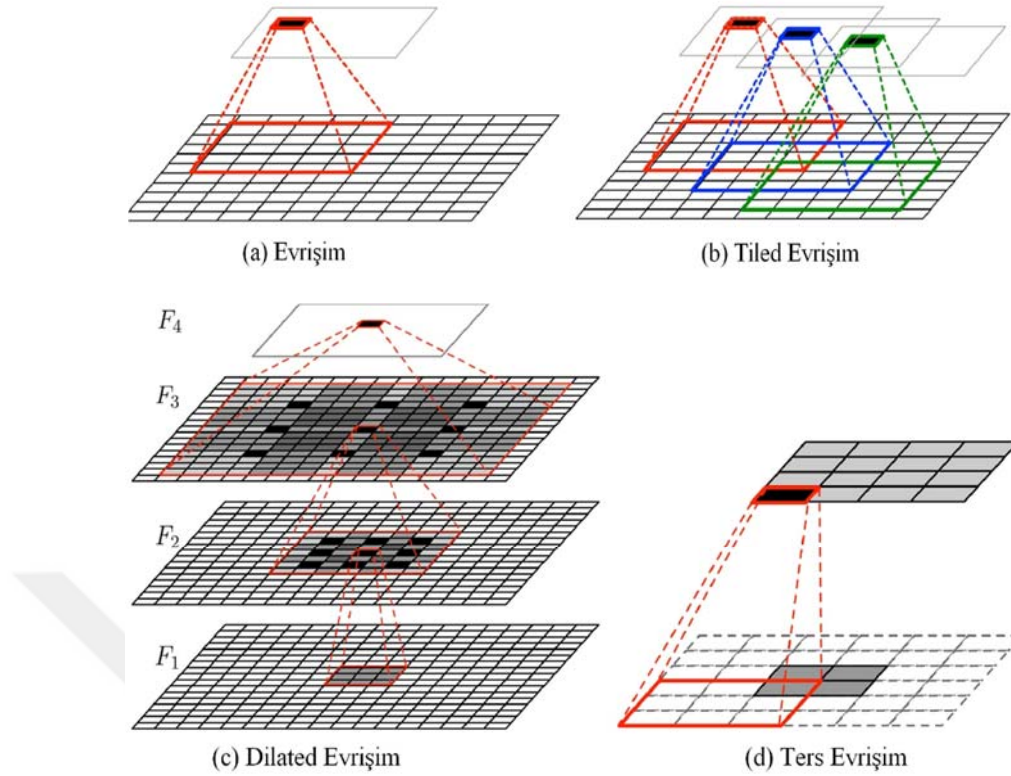 (a) Evrişim
(b) Tiled Evrişim
F4
F3
F2
F1
(c) Dilated Evrişim
(d) Ters Evrişim